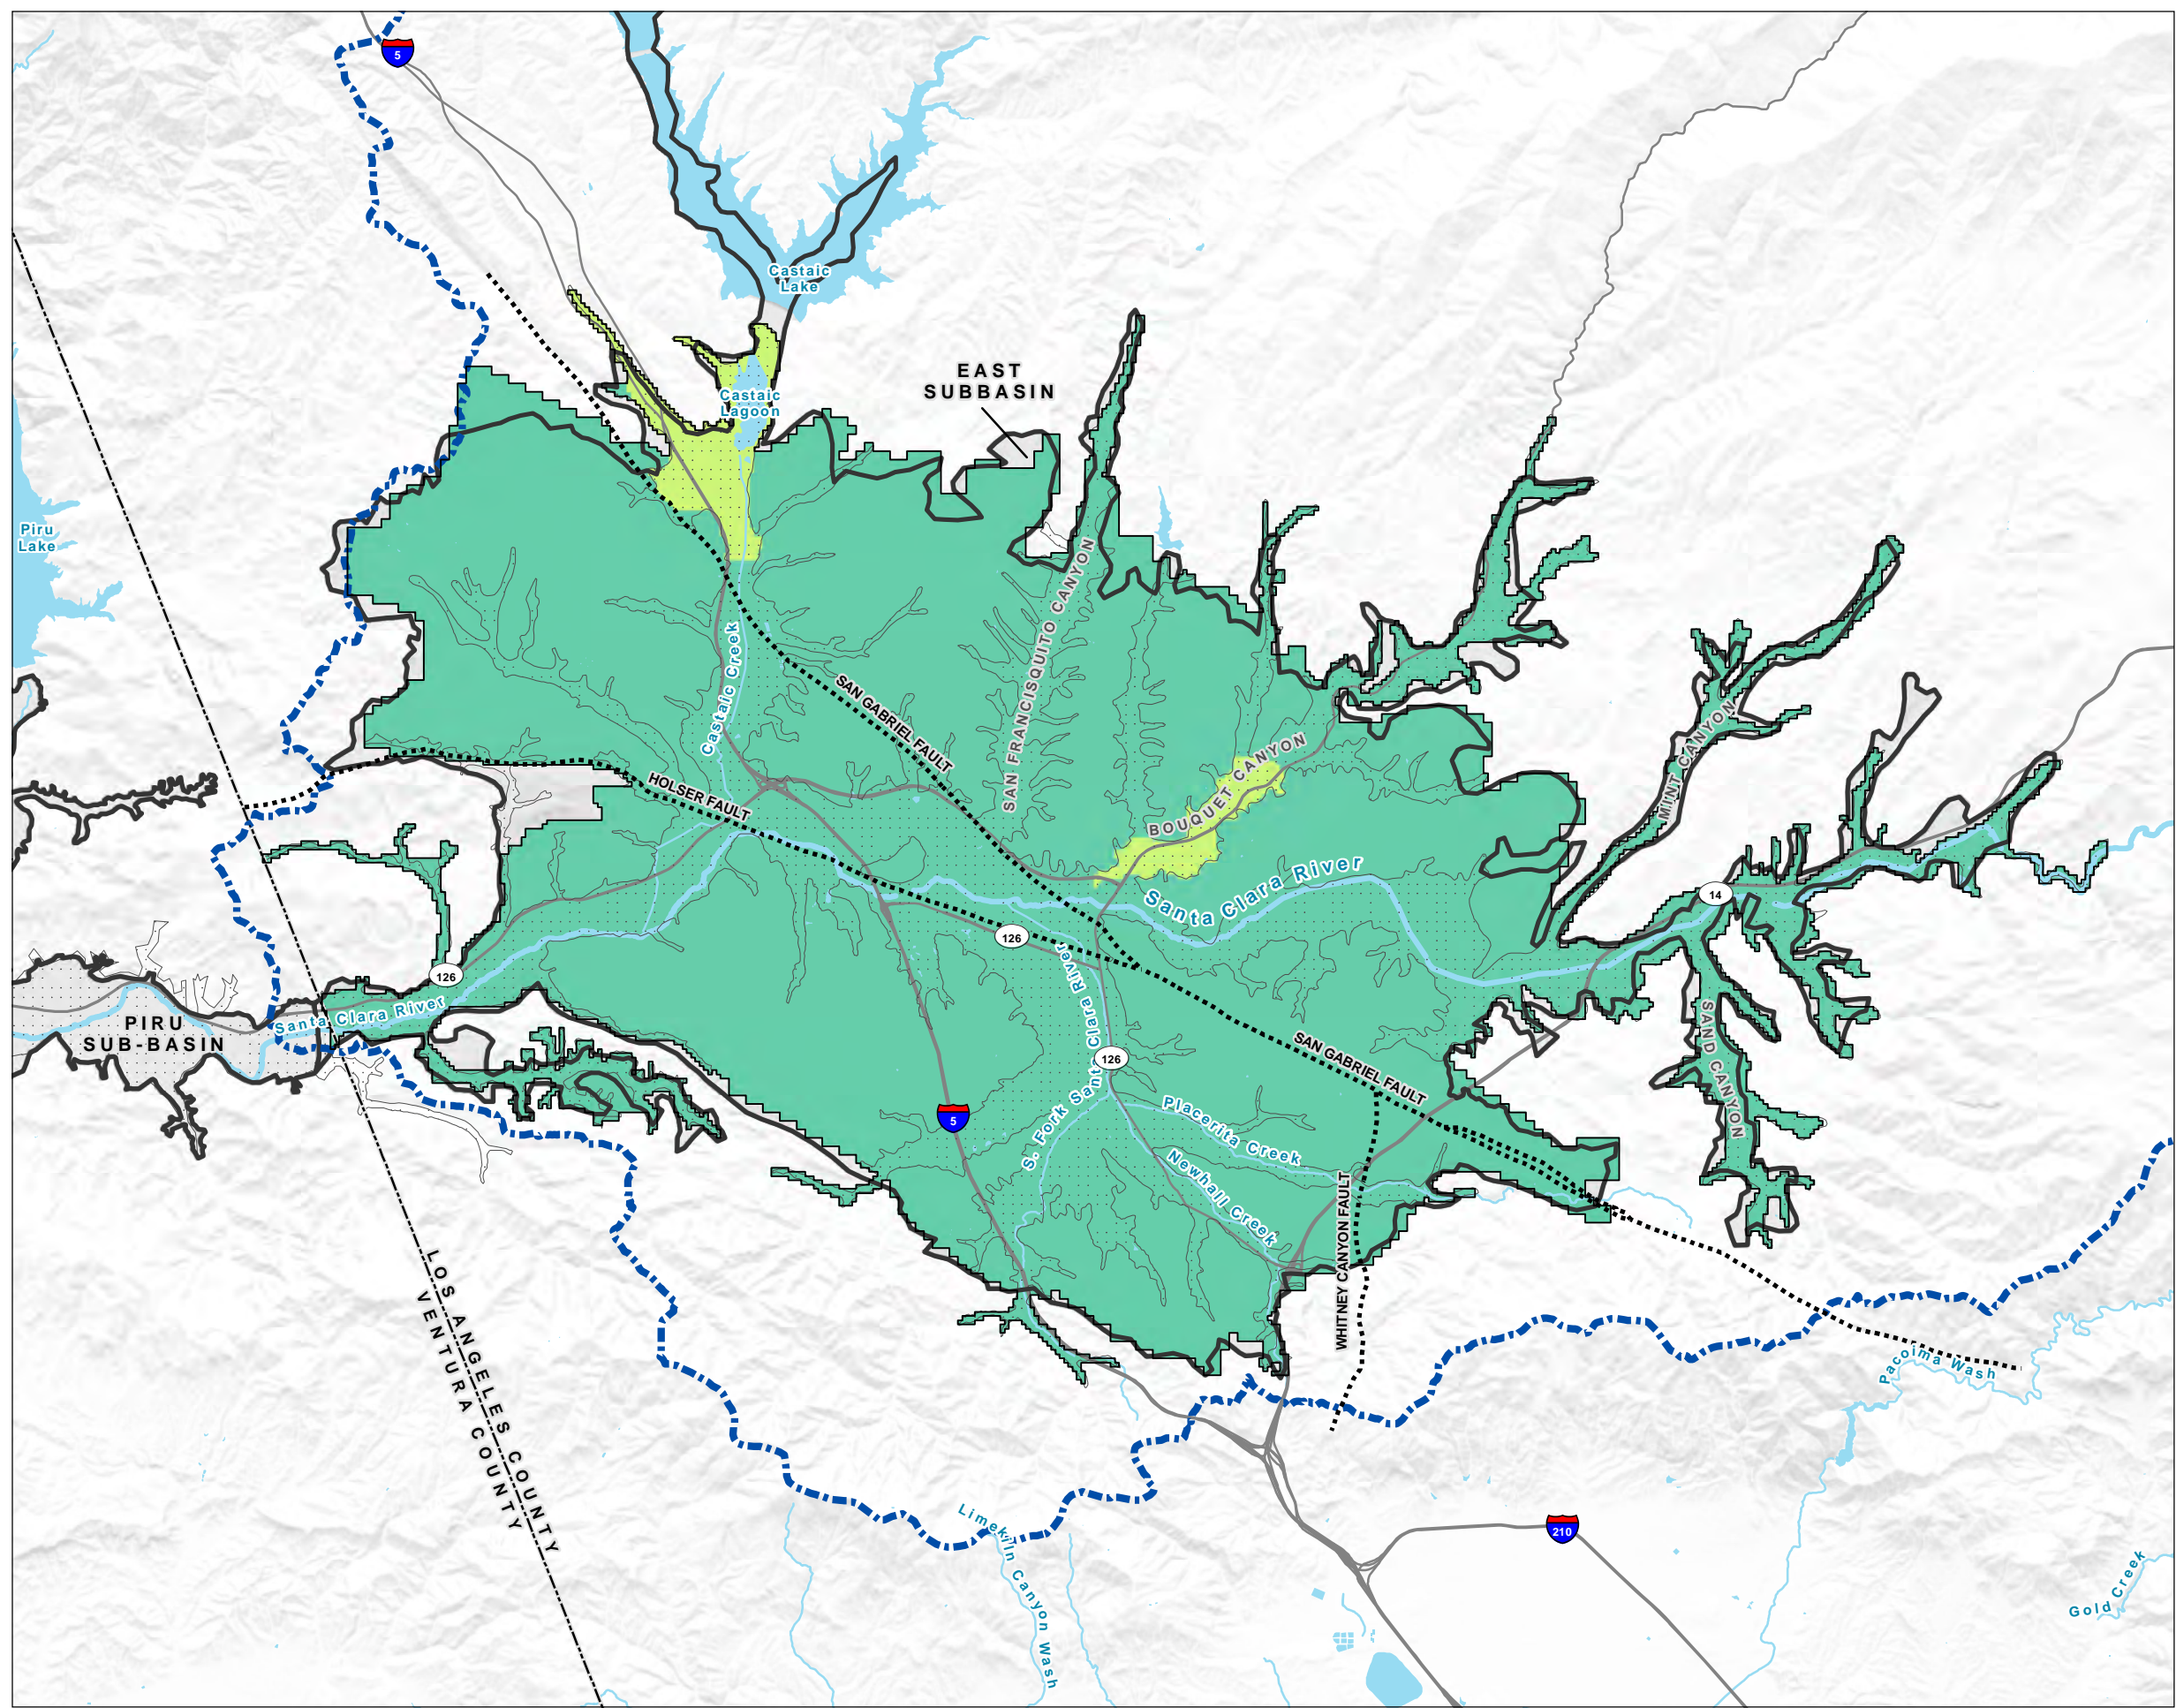 5
Castaic
Lake
EAST
SUBBASIN
Castaic
Lagoon
Piru
Lake
SAN FRANCISQUITO CANYON
Castaic Creek
SAN GABRIEL FAULT
MINT CANYON
BOUQUET CANYON
HOLSER FAULT
Santa Clara River
14
126
126
S. Fork Santa Clara River
Santa Clara River
PIRU
SUB-BASIN
SAND CANYON
126
SAN GABRIEL FAULT
5
Placerita Creek
Newhall Creek
WHITNEY CANYON FAULT
LOS ANGELES COUNTY
VENTURA COUNTY
Pacoima Wash
Limekiln Canyon Wash
210
Gold Creek